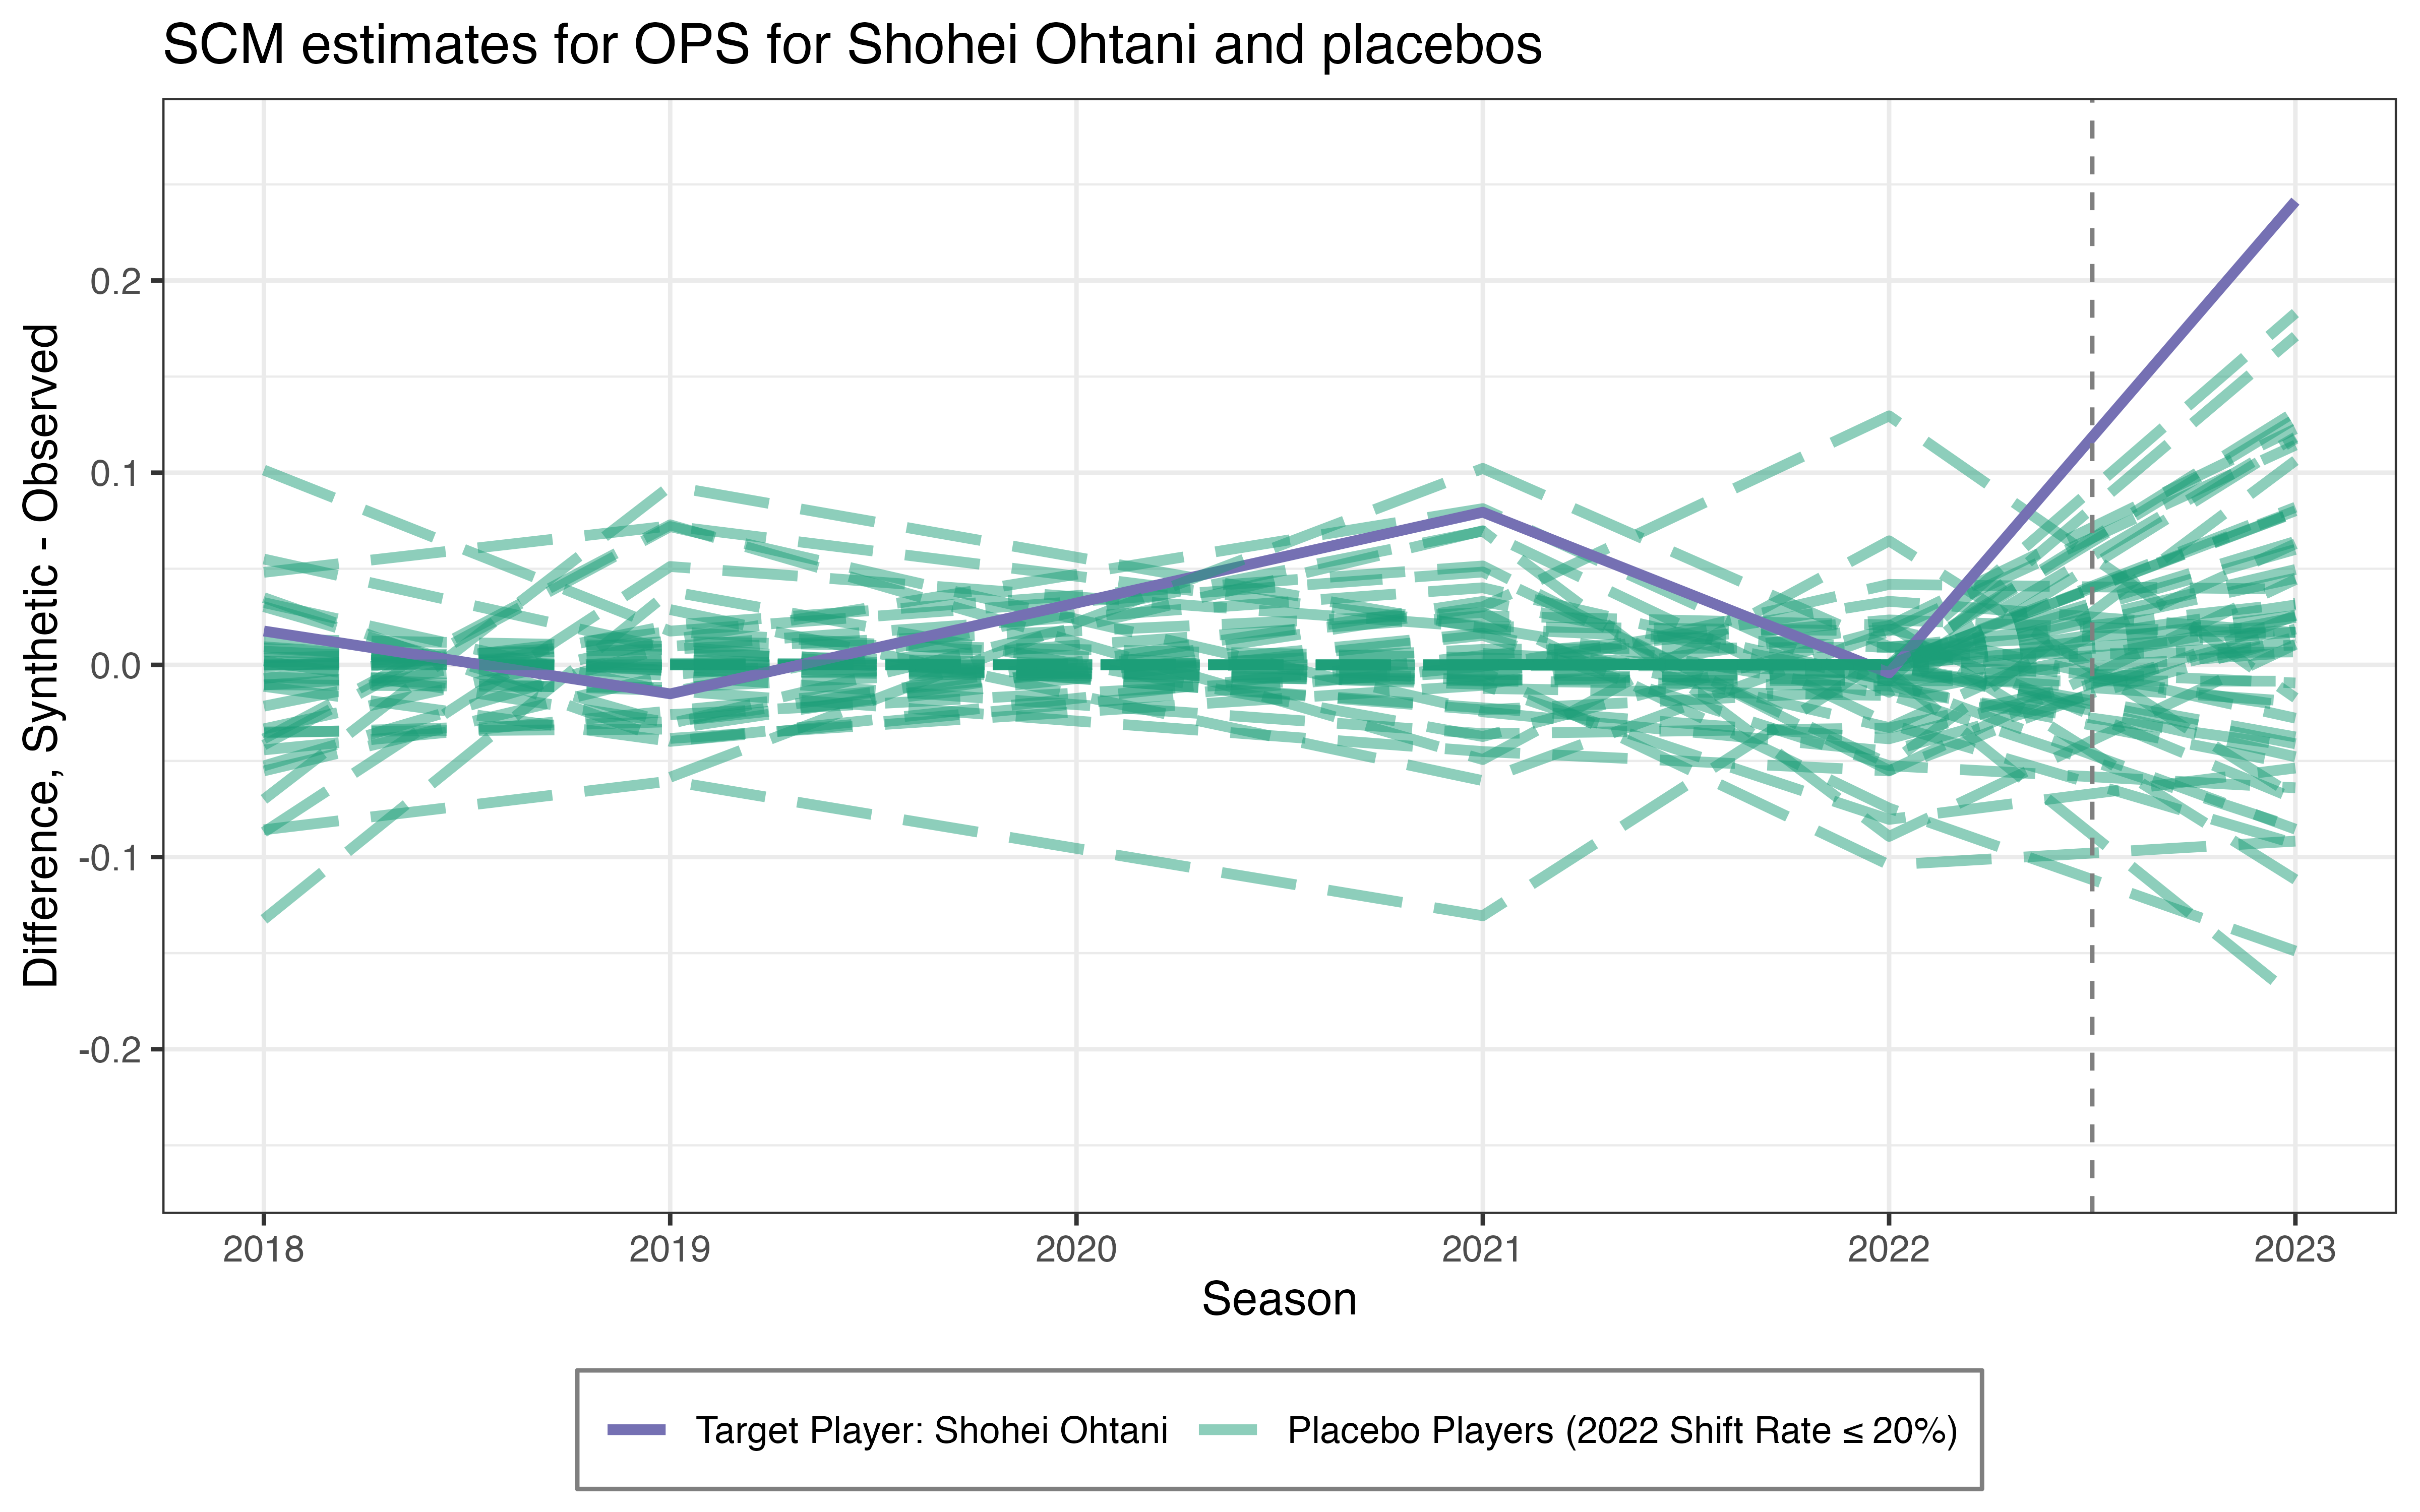 SCM estimates for OPS for Shohei Ohtani and placebos
Difference, Synthetic - Observed
0.2
0.1
0.0
-0.1
-0.2
2018 2019 2020 2021 2022 2023
Season
Target Player: Shohei Ohtani Placebo Players (2022 Shift Rate ≤ 20%)